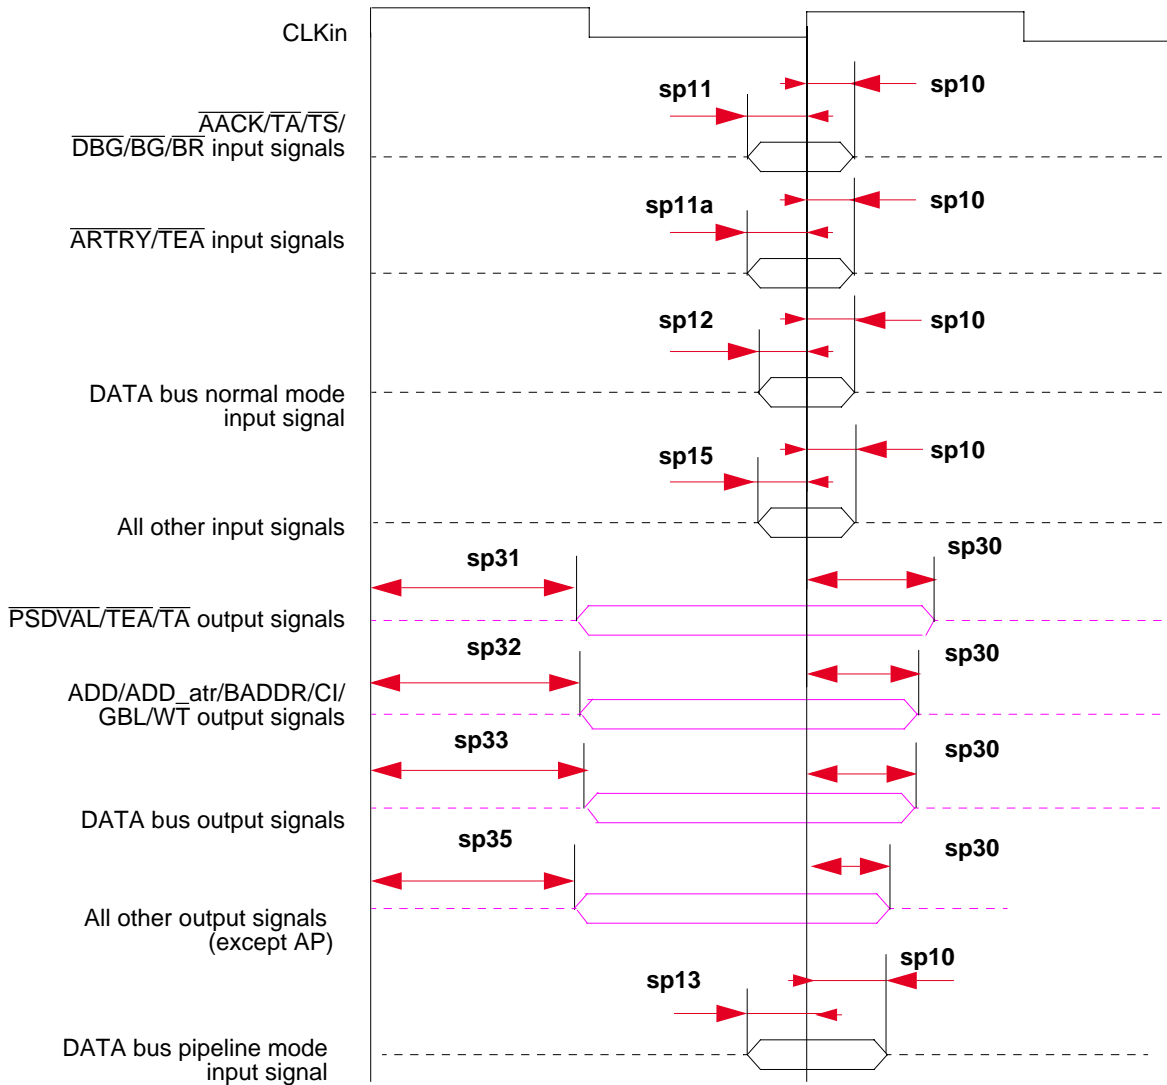 CLKin
sp11
sp10
AACK/TA/TS/
DBG/BG/BR input signals
sp11a
sp10
ARTRY/TEA input signals
sp12
sp10
DATA bus normal mode
input signal
sp15
sp10
All other input signals
sp31
sp30
PSDVAL/TEA/TA output signals
sp32
sp30
ADD/ADD_atr/BADDR/CI/
GBL/WT output signals
sp33
sp30
DATA bus output signals
sp35
sp30
All other output signals
(except AP)
sp13
sp10
DATA bus pipeline mode
input signal